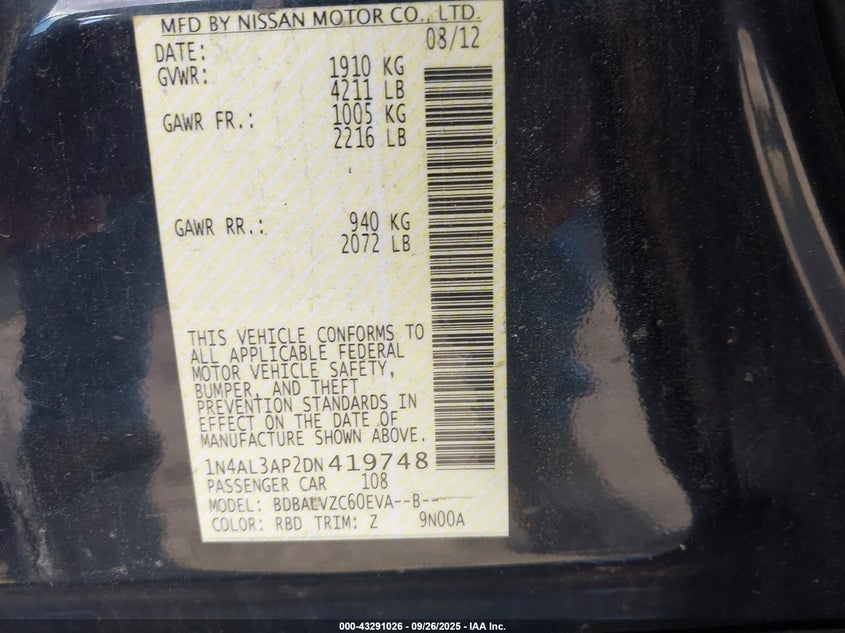 MFD BY NISSAN MOTOR CO., LTD.
DATE: 08/12
GVWR: 1910 KG
4211 LB
GAWR FR.: 1005 KG
2216 LB
GAWR RR.: 940 KG
2072 LB
THIS VEHICLE CONFORMS TO
ALL APPLICABLE FEDERAL
MOTOR VEHICLE SAFETY,
BUMPER, AND THEFT
PREVENTION STANDARDS IN
EFFECT ON THE DATE OF
MANUFACTURE SHOWN ABOVE.
1N4AL3AP2DN419748
PASSENGER CAR 108
MODEL: BDBALVZC60EVA--B--
COLOR: RBD TRIM: Z 9N00A
000-43291026 - 09/26/2025 - IAA Inc.